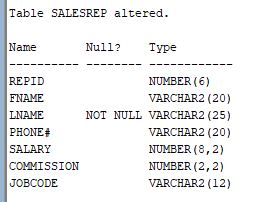 Table SALESREP altered.
Name Null? Type
---------- -------- ------------
REPID NUMBER(6)
FNAME VARCHAR2(20)
LNAME NOT NULL VARCHAR2(25)
PHONE# VARCHAR2(20)
SALARY NUMBER(8,2)
COMMISSION NUMBER(2,2)
JOBCODE VARCHAR2(12)